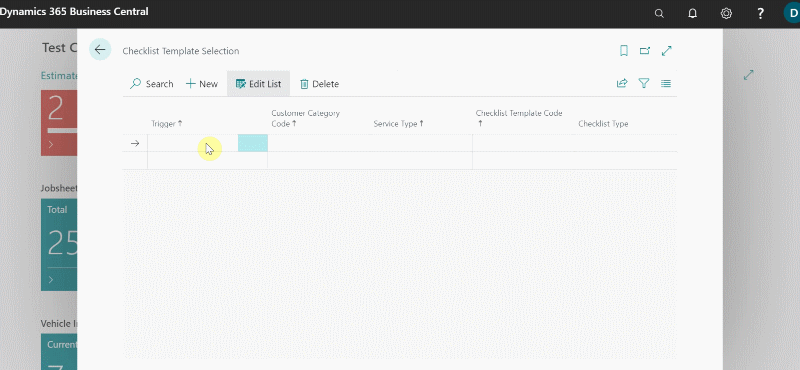 Dynamics 365 Business Central
?
D
Test C
Checklist Template Selection
Estimate
Search
New
Edit List
Delete
2
Trigger ↑
Customer Category
Code ↑
Service Type ↑
Checklist Template Code
↑
Checklist Type
Jobsheet
Total
25
Vehicle In
Current